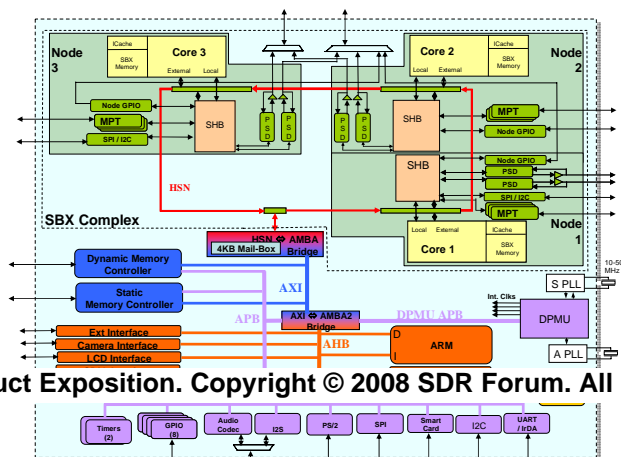 Node
3
ICache
SBX
Memory
Core 3
External
Local
Node GPIO
MPT
SPI / I2C
SHB
P
S
D
P
S
D
Core 2
ICache
SBX
Memory
Local
External
Node
2
P
S
D
P
S
D
SHB
MPT
Node GPIO
HSN
SHB
Node GPIO
PSD
PSD
SPI / I2C
MPT
Node
1
Local
External
Core 1
ICache
SBX
Memory
SBX Complex
HSN ⇔ AMBA
4KB Mail-Box
Bridge
Dynamic Memory
Controller
Static
Memory Controller
AXI
APB
AXI ⇔ AMBA2
Bridge
DPMU APB
AHB
Int. Clks
DPMU
S PLL
A PLL
10-50
MHz
Ext Interface
Camera Interface
LCD Interface
D
I
ARM
uct Exposition. Copyright © 2008 SDR Forum. All
Timers
(2)
GPIO
(8)
Audio
Codec
I2S
PS/2
SPI
Smart
Card
I2C
UART
/ IrDA